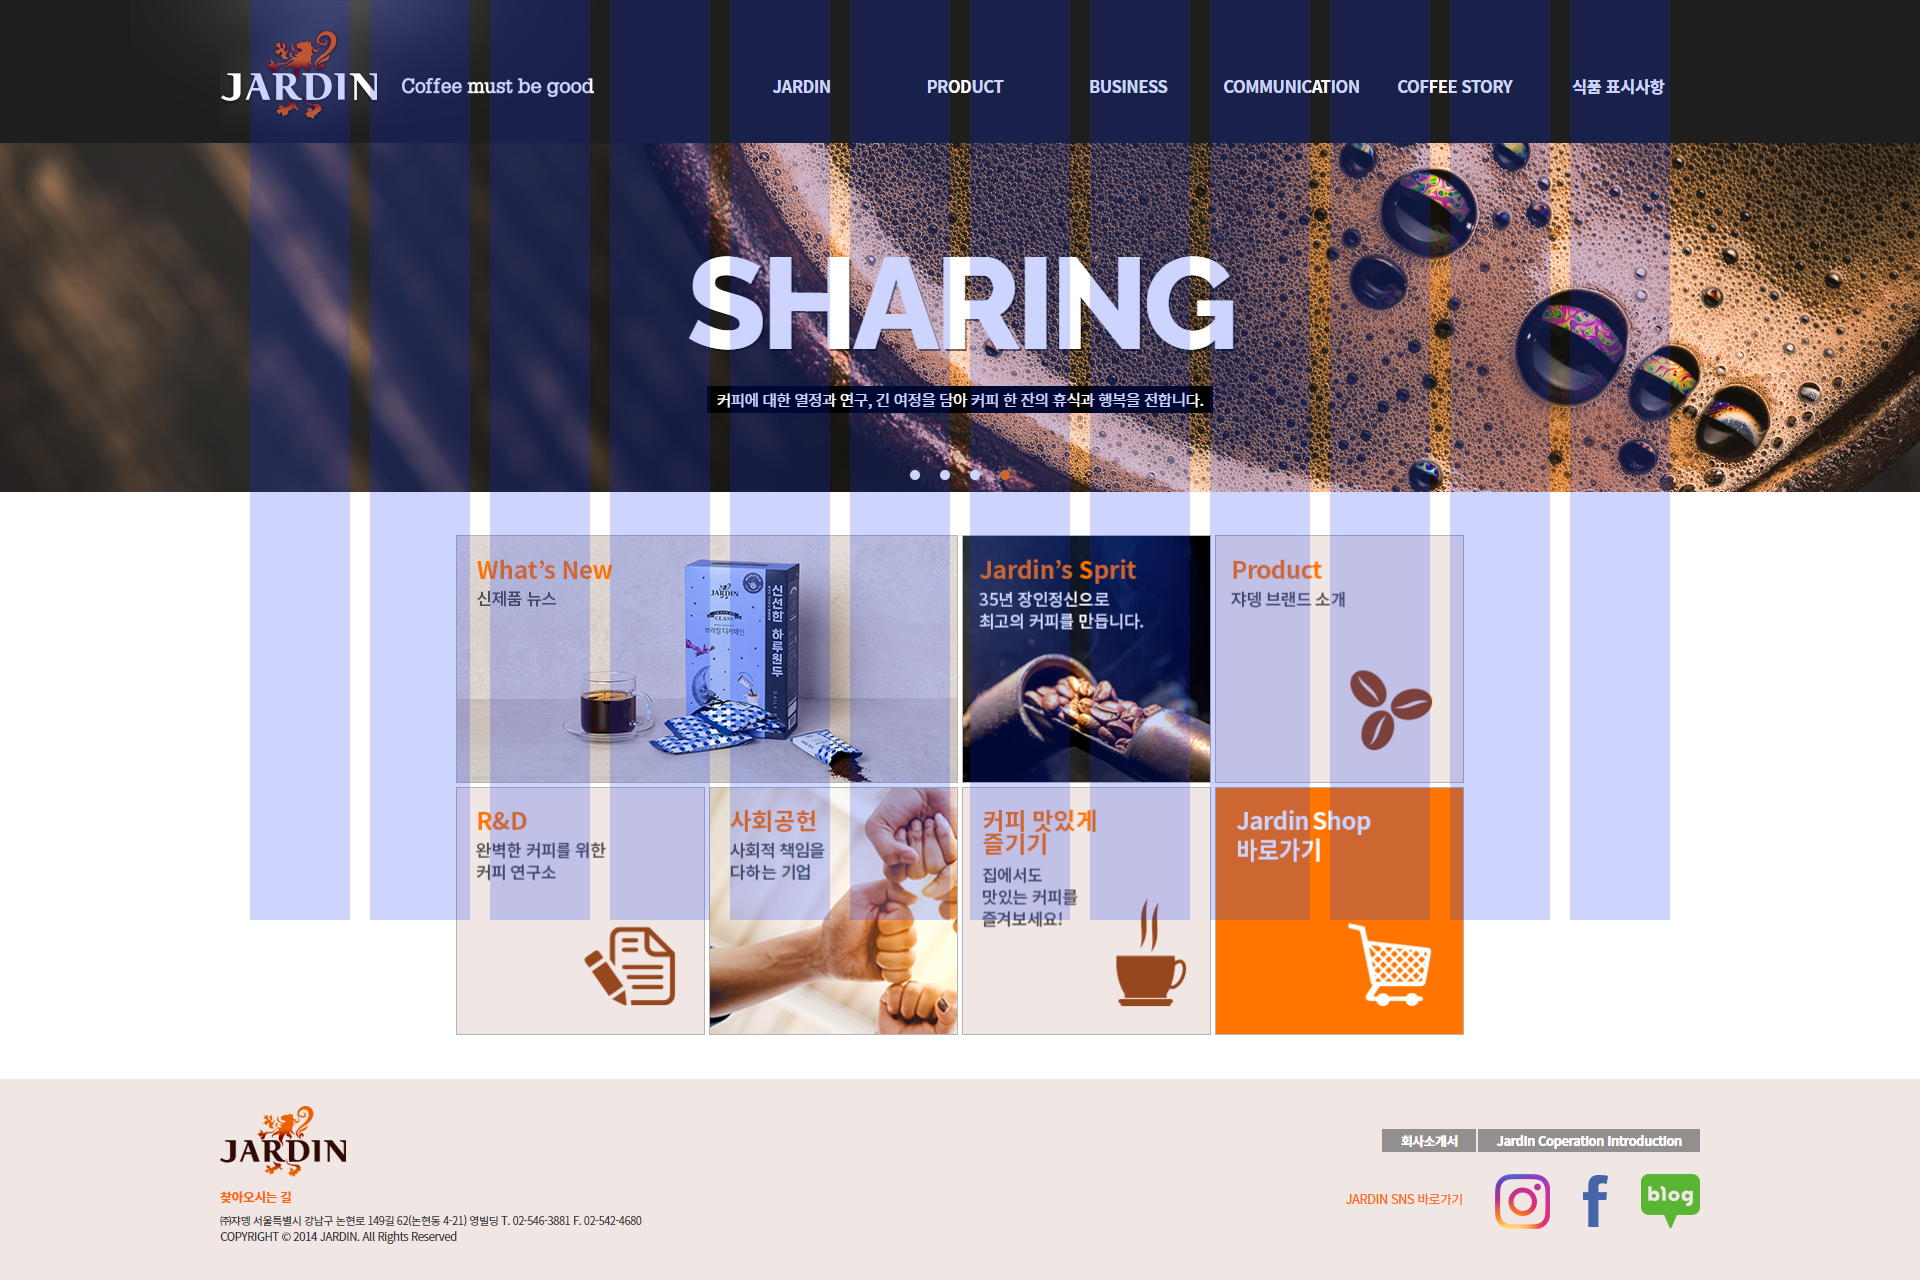 JARDIN
Coffee must be good
JARDIN
PRODUCT
BUSINESS
COMMUNICATION
COFFEE STORY
식품 표시사항
SHARING
커피에 대한 열정과 연구, 긴 여정을 담아 커피 한 잔의 휴식과 행복을 전합니다.
What's New
신제품 뉴스
JARDIN
CLASS
브라질 디카페인
신선한 하루원두
Jardin's Sprit
35년 장인정신으로
최고의 커피를 만듭니다.
Product
쟈뎅 브랜드 소개
R&D
완벽한 커피를 위한
커피 연구소
사회공헌
사회적 책임을
다하는 기업
커피 맛있게
즐기기
집에서도
맛있는 커피를
즐겨보세요!
Jardin Shop
바로가기
JARDIN
찾아오시는 길
㈜쟈뎅 서울특별시 강남구 논현로 149길 62(논현동 4-21) 영빌딩 T. 02-546-3881 F. 02-542-4680
COPYRIGHT © 2014 JARDIN. All Rights Reserved
회사소개서
Jardin Coperation Introduction
JARDIN SNS 바로가기
blog